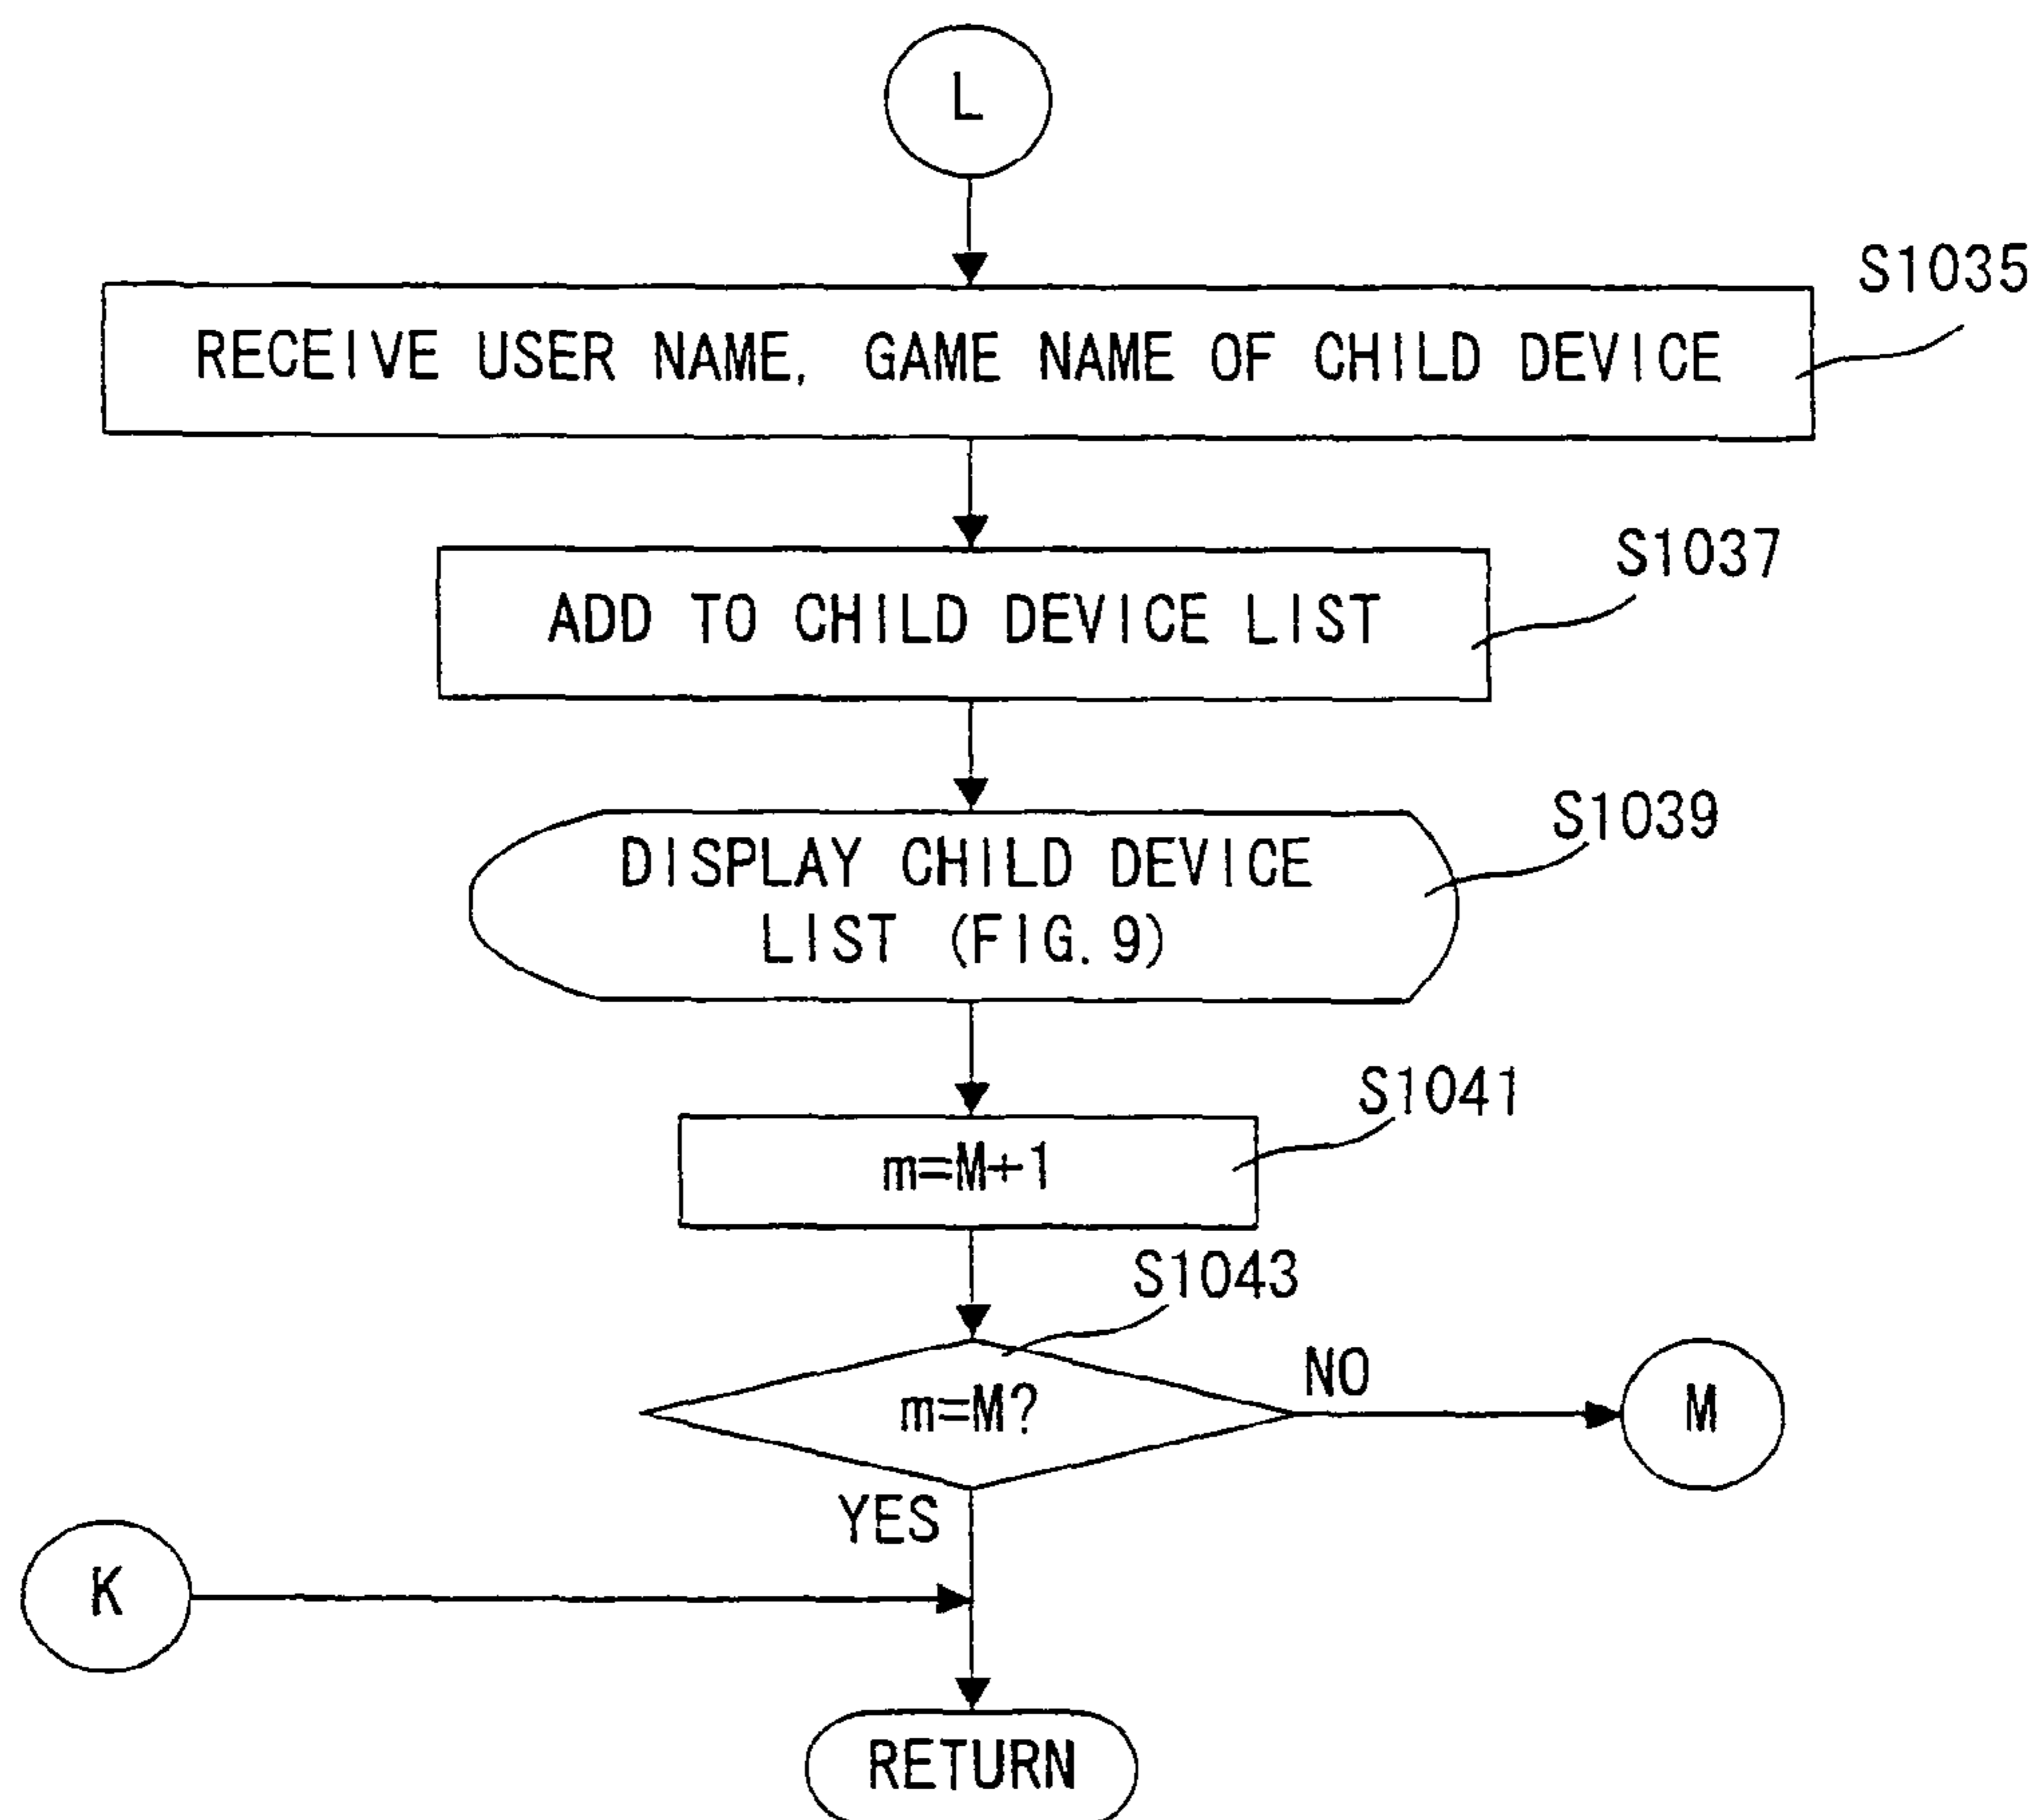 L
S1035
RECEIVE USER NAME, GAME NAME OF CHILD DEVICE
S1037
ADD TO CHILD DEVICE LIST
S1039
DISPLAY CHILD DEVICE
LIST (FIG. 9)
S1041
m=M+1
S1043
m=M?
NO
M
YES
K
RETURN